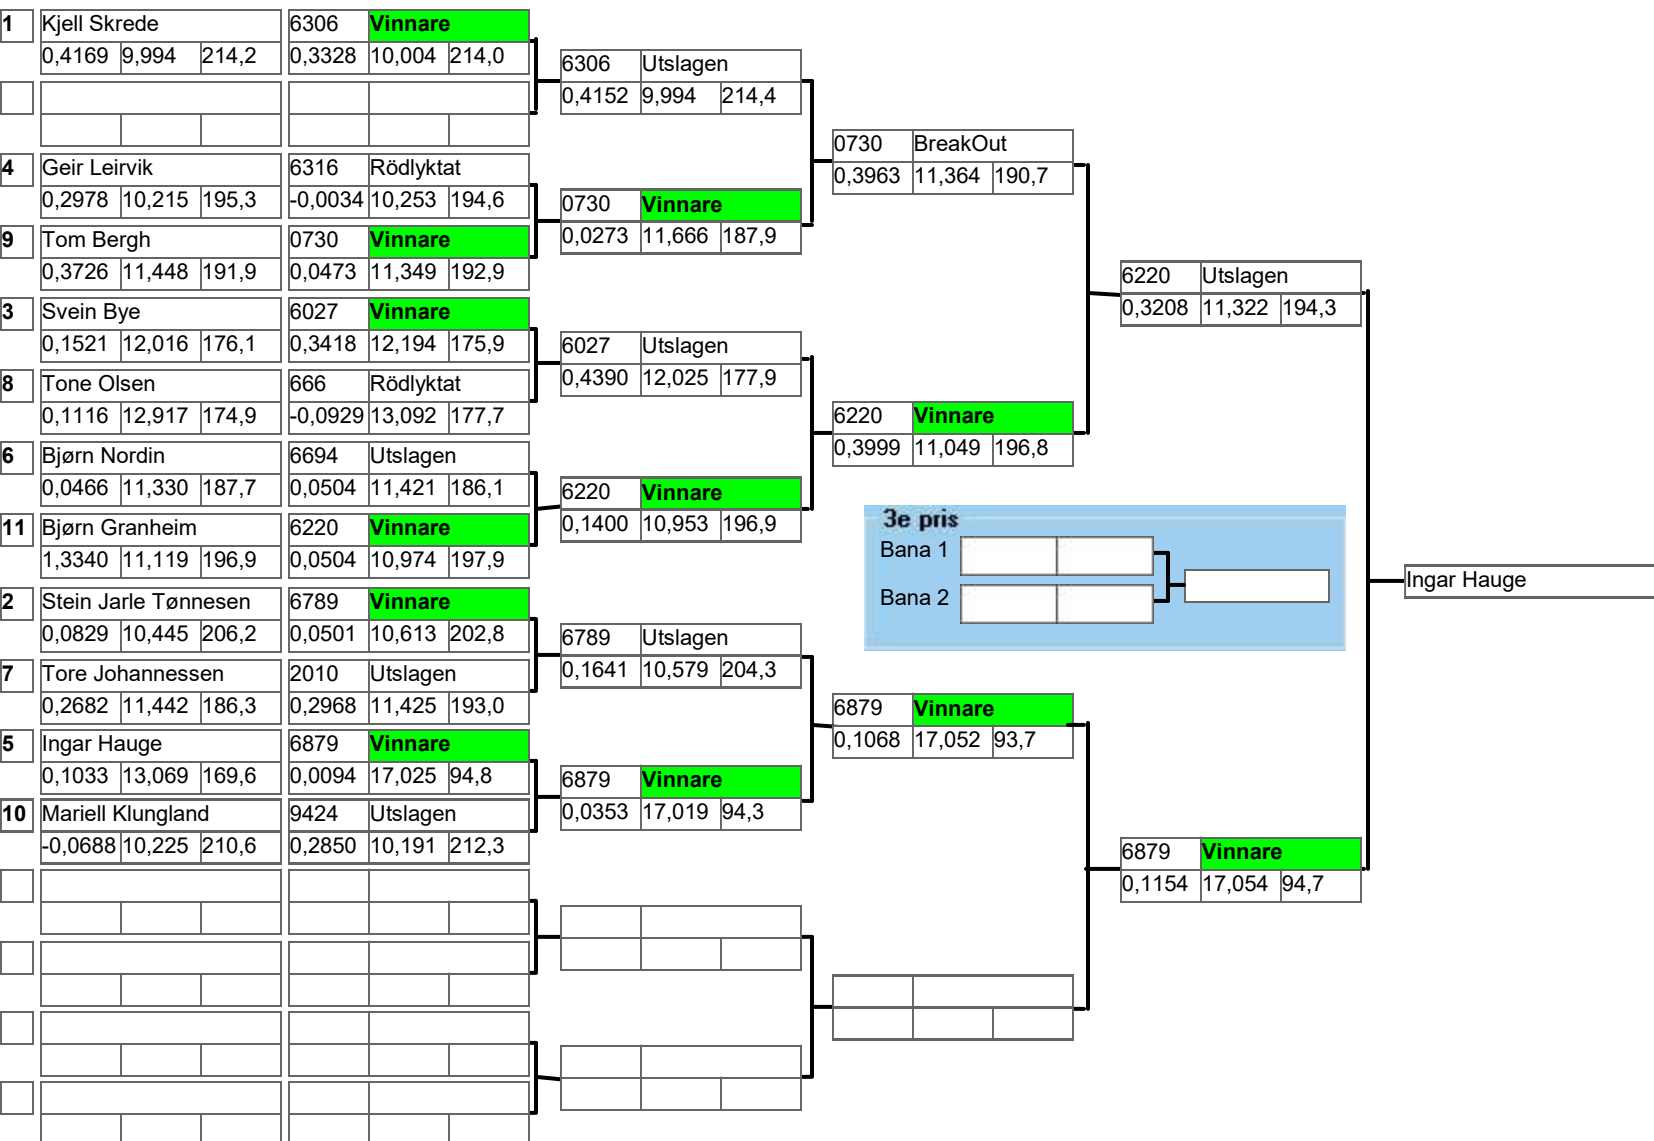 1 Kjell Skrede 6306 Vinnare
0,4169 9,994 214,2 0,3328 10,004 214,0
6306 Utslagen
0,4152 9,994 214,4
0730 BreakOut
0,3963 11,364 190,7
4 Geir Leirvik 6316 Rödlyktat
0,2978 10,215 195,3 -0,0034 10,253 194,6
0730 Vinnare
0,0273 11,666 187,9
9 Tom Bergh 0730 Vinnare
0,3726 11,448 191,9 0,0473 11,349 192,9
6220 Utslagen
0,3208 11,322 194,3
3 Svein Bye 6027 Vinnare
0,1521 12,016 176,1 0,3418 12,194 175,9
6027 Utslagen
0,4390 12,025 177,9
8 Tone Olsen 666 Rödlyktat
0,1116 12,917 174,9 -0,0929 13,092 177,7
6220 Vinnare
0,3999 11,049 196,8
6 Bjørn Nordin 6694 Utslagen
0,0466 11,330 187,7 0,0504 11,421 186,1
6220 Vinnare
0,1400 10,953 196,9
11 Bjørn Granheim 6220 Vinnare
1,3340 11,119 196,9 0,0504 10,974 197,9
3e pris
Bana 1
Bana 2
Ingar Hauge
2 Stein Jarle Tønnesen 6789 Vinnare
0,0829 10,445 206,2 0,0501 10,613 202,8
6789 Utslagen
0,1641 10,579 204,3
7 Tore Johannessen 2010 Utslagen
0,2682 11,442 186,3 0,2968 11,425 193,0
6879 Vinnare
0,1068 17,052 93,7
5 Ingar Hauge 6879 Vinnare
0,1033 13,069 169,6 0,0094 17,025 94,8
6879 Vinnare
0,0353 17,019 94,3
10 Mariell Klungland 9424 Utslagen
-0,0688 10,225 210,6 0,2850 10,191 212,3
6879 Vinnare
0,1154 17,054 94,7